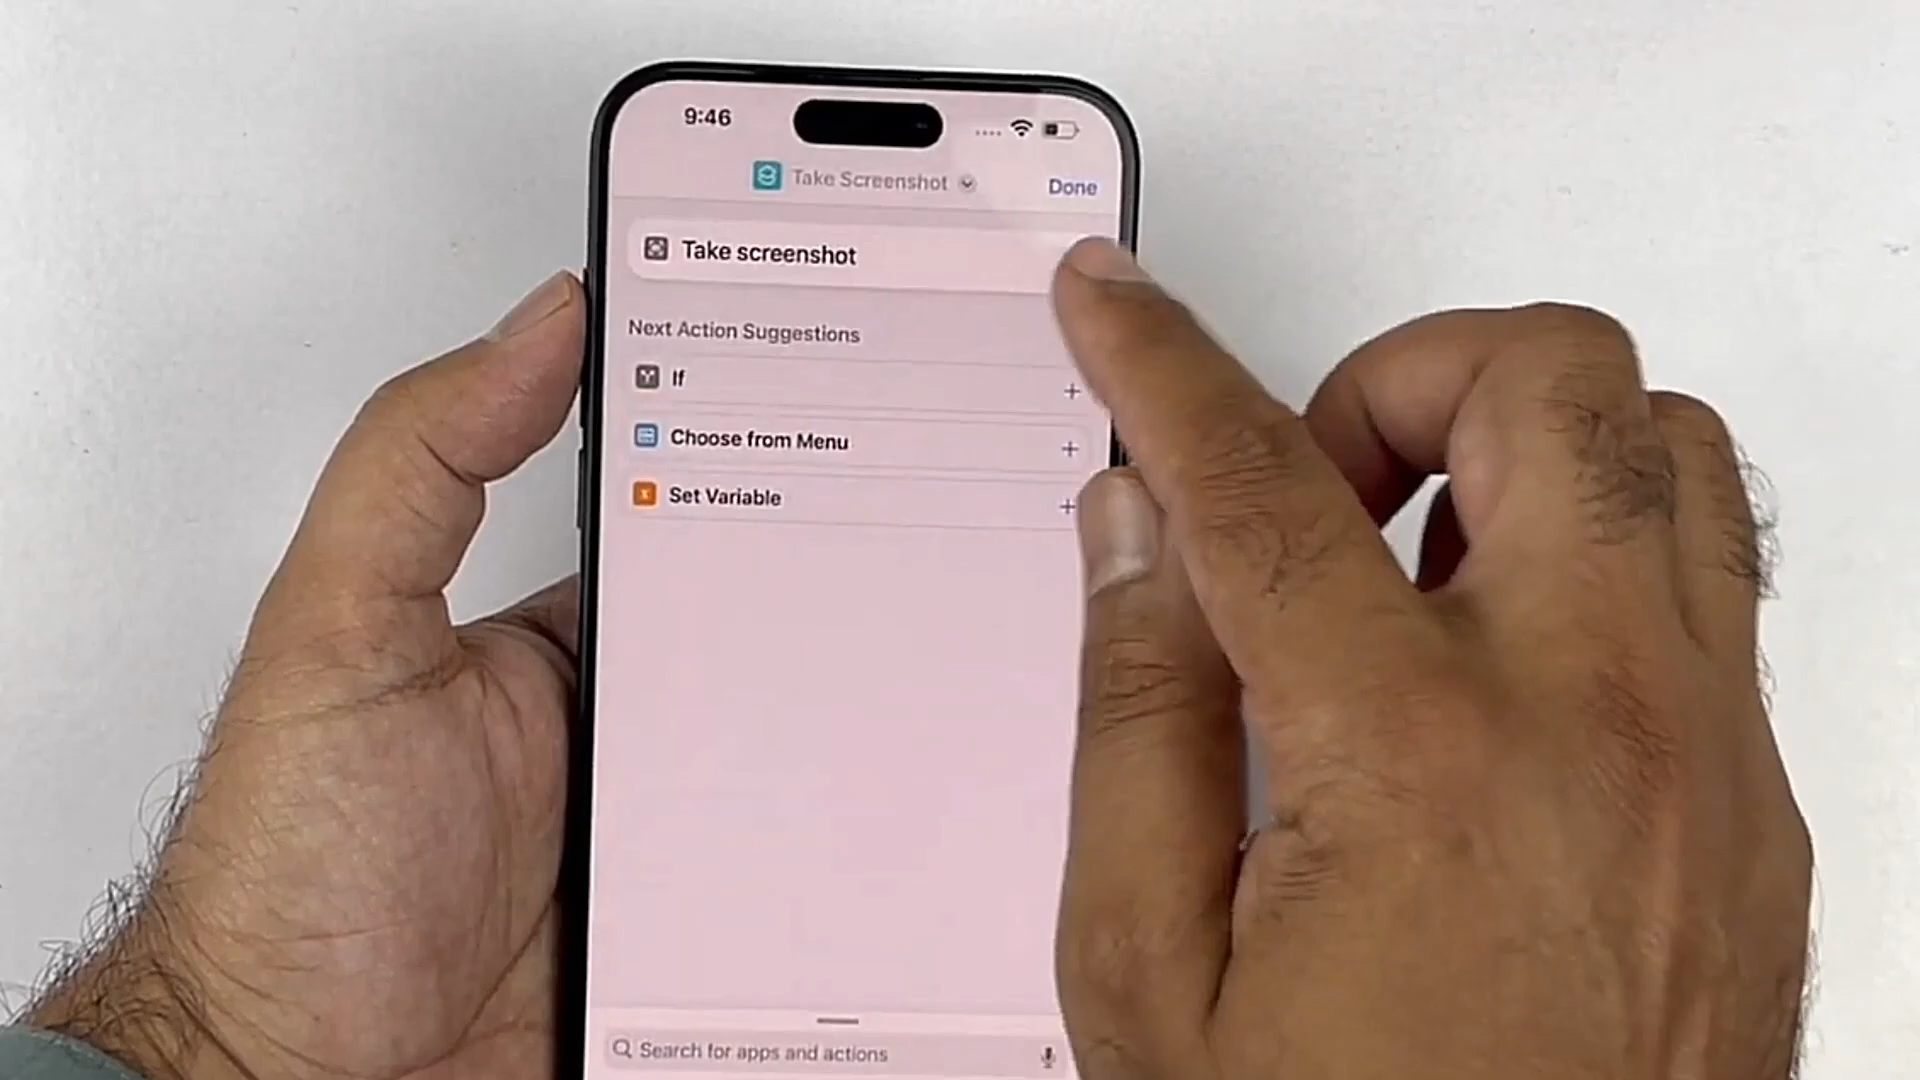 9:46
Take Screenshot
Done
Take screenshot
Next Action Suggestions
If
Choose from Menu
Set Variable
Search for apps and actions